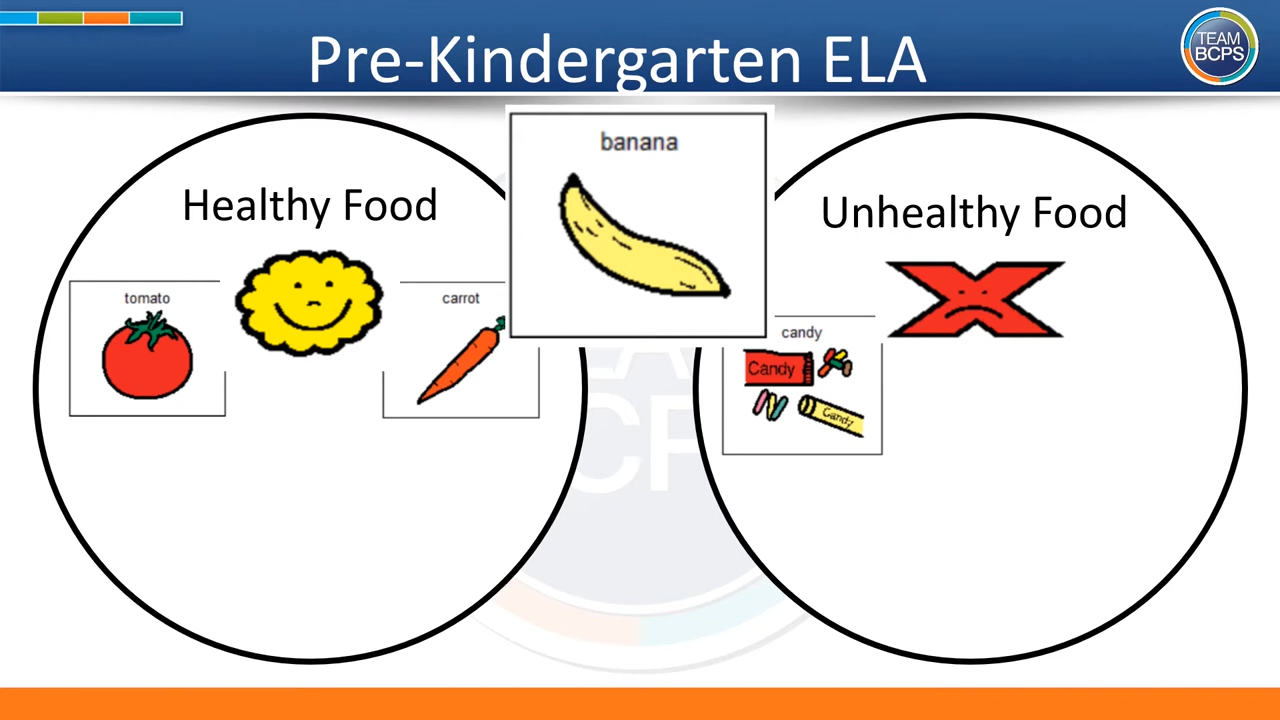 Pre-Kindergarten ELA
TEAM
BCPS
banana
Healthy Food
Unhealthy Food
tomato
carrot
candy
Candy
Candy